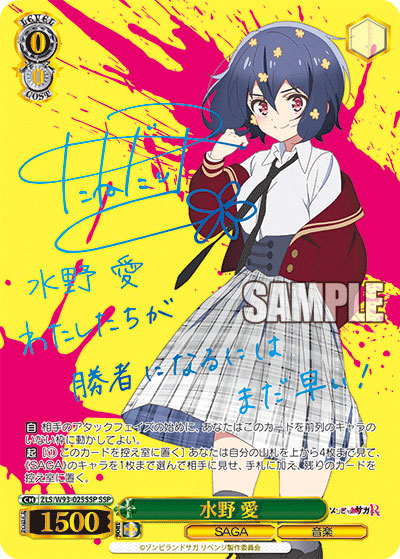 LEVEL
0
0
COST
水野 愛
わたしたちが
勝者になるには
まだ早い!
SAMPLE
自 相手のアタックフェイズの始めに、あなたはこのカードを前列のキャラの
いない枠に動かしてよい。
起 [① このカードを控え室に置く] あなたは自分の山札を上から4枚まで見て、
《SAGA》のキャラを1枚まで選んで相手に見せ、手札に加え、残りのカードを
控え室に置く。
CH ZLS/W93-02SSSP SSP
1500
水野 愛
ゾンビランドサガR
SAGA
音楽
©ゾンビランドサガ リベンジ製作委員会